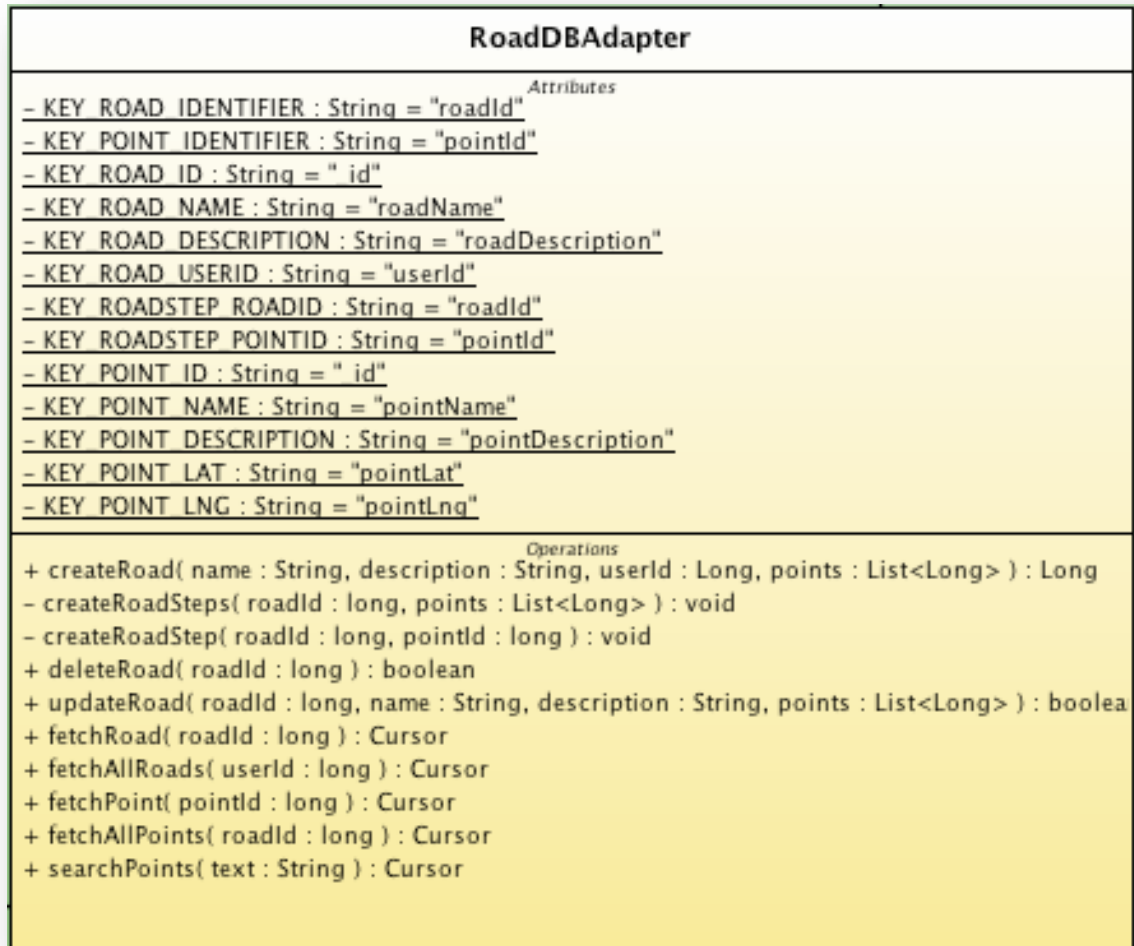 RoadDBAdapter
Attributes
- KEY_ROAD_IDENTIFIER : String = "roadId"
- KEY_POINT_IDENTIFIER : String = "pointId"
- KEY_ROAD_ID : String = "_id"
- KEY_ROAD_NAME : String = "roadName"
- KEY_ROAD_DESCRIPTION : String = "roadDescription"
- KEY_ROAD_USERID : String = "userId"
- KEY_ROADSTEP_ROADID : String = "roadId"
- KEY_ROADSTEP_POINTID : String = "pointId"
- KEY_POINT_ID : String = "_id"
- KEY_POINT_NAME : String = "pointName"
- KEY_POINT_DESCRIPTION : String = "pointDescription"
- KEY_POINT_LAT : String = "pointLat"
- KEY_POINT_LNG : String = "pointLng"
Operations
+ createRoad( name : String, description : String, userId : Long, points : List<Long> ) : Long
- createRoadSteps( roadId : long, points : List<Long> ) : void
- createRoadStep( roadId : long, pointId : long ) : void
+ deleteRoad( roadId : long ) : boolean
+ updateRoad( roadId : long, name : String, description : String, points : List<Long> ) : boolea
+ fetchRoad( roadId : long ) : Cursor
+ fetchAllRoads( userId : long ) : Cursor
+ fetchPoint( pointId : long ) : Cursor
+ fetchAllPoints( roadId : long ) : Cursor
+ searchPoints( text : String ) : Cursor